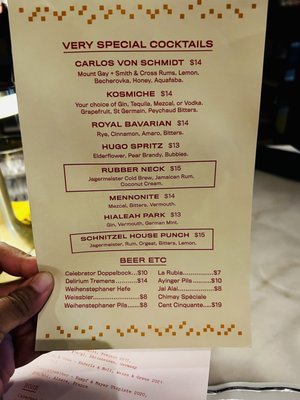 VERY SPECIAL COCKTAILS
CARLOS VON SCHMIDT $14
Mount Gay + Smith & Cross Rums, Lemon,
Becherovka, Honey, Aquafaba.
KOSMICHE $14
Your choice of Gin, Tequila, Mezcal, or Vodka.
Grapefruit, St Germain, Peychaud Bitters.
ROYAL BAVARIAN $14
Rye, Cinnamon, Amaro, Bitters.
HUGO SPRITZ $13
Elderflower, Pear Brandy, Bubbles.
RUBBER NECK $15
Jagermeister Cold Brew, Jamaican Rum,
Coconut Cream.
MENNONITE $14
Mezcal, Bitters, Vermouth.
HIALEAH PARK $13
Gin, Vermouth, German Mint.
SCHNITZEL HOUSE PUNCH $15
Jagermeister, Rum, Orgeat, Bitters, Lemon.
BEER ETC
Celebrator Doppelbock...$10
Delirium Tremens.......$14
Weihenstephaner Hefe
Weissbier...............$8
Weihenstephaner Pils.....$8
La Rubia..................$7
Ayinger Pils............$10
Jai Alai...................$8
Chimay Spéciale
Cent Cinquante.....$19